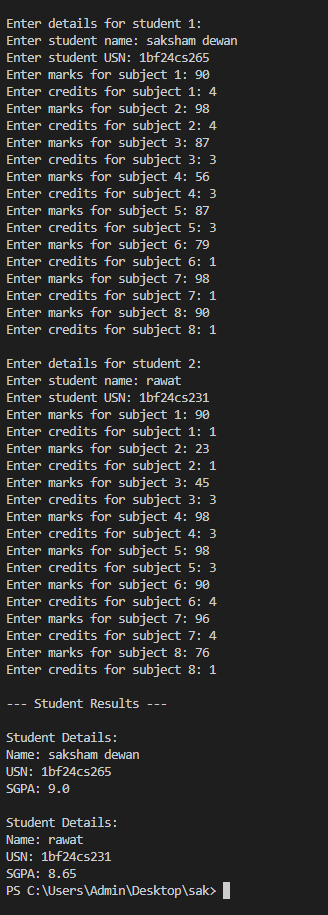 Enter details for student 1:
Enter student name: saksham dewan
Enter student USN: 1bf24cs265
Enter marks for subject 1: 90
Enter credits for subject 1: 4
Enter marks for subject 2: 98
Enter credits for subject 2: 4
Enter marks for subject 3: 87
Enter credits for subject 3: 3
Enter marks for subject 4: 56
Enter credits for subject 4: 3
Enter marks for subject 5: 87
Enter credits for subject 5: 3
Enter marks for subject 6: 79
Enter credits for subject 6: 1
Enter marks for subject 7: 98
Enter credits for subject 7: 1
Enter marks for subject 8: 90
Enter credits for subject 8: 1
Enter details for student 2:
Enter student name: rawat
Enter student USN: 1bf24cs231
Enter marks for subject 1: 90
Enter credits for subject 1: 1
Enter marks for subject 2: 23
Enter credits for subject 2: 1
Enter marks for subject 3: 45
Enter credits for subject 3: 3
Enter marks for subject 4: 98
Enter credits for subject 4: 3
Enter marks for subject 5: 98
Enter credits for subject 5: 3
Enter marks for subject 6: 90
Enter credits for subject 6: 4
Enter marks for subject 7: 96
Enter credits for subject 7: 4
Enter marks for subject 8: 76
Enter credits for subject 8: 1
--- Student Results ---
Student Details:
Name: saksham dewan
USN: 1bf24cs265
SGPA: 9.0
Student Details:
Name: rawat
USN: 1bf24cs231
SGPA: 8.65
PS C:\Users\Admin\Desktop\sak>